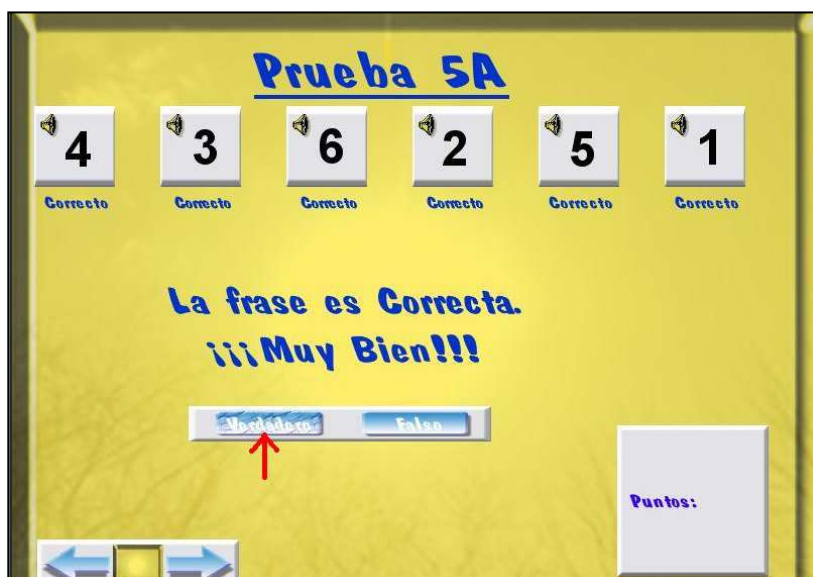 Prueba 5A
4 3 6 2 5 1
Correcto Correcto Correcto Correcto Correcto Correcto
La frase es Correcta.
¡¡¡Muy Bien!!!
Verdadero Falso
Puntos: